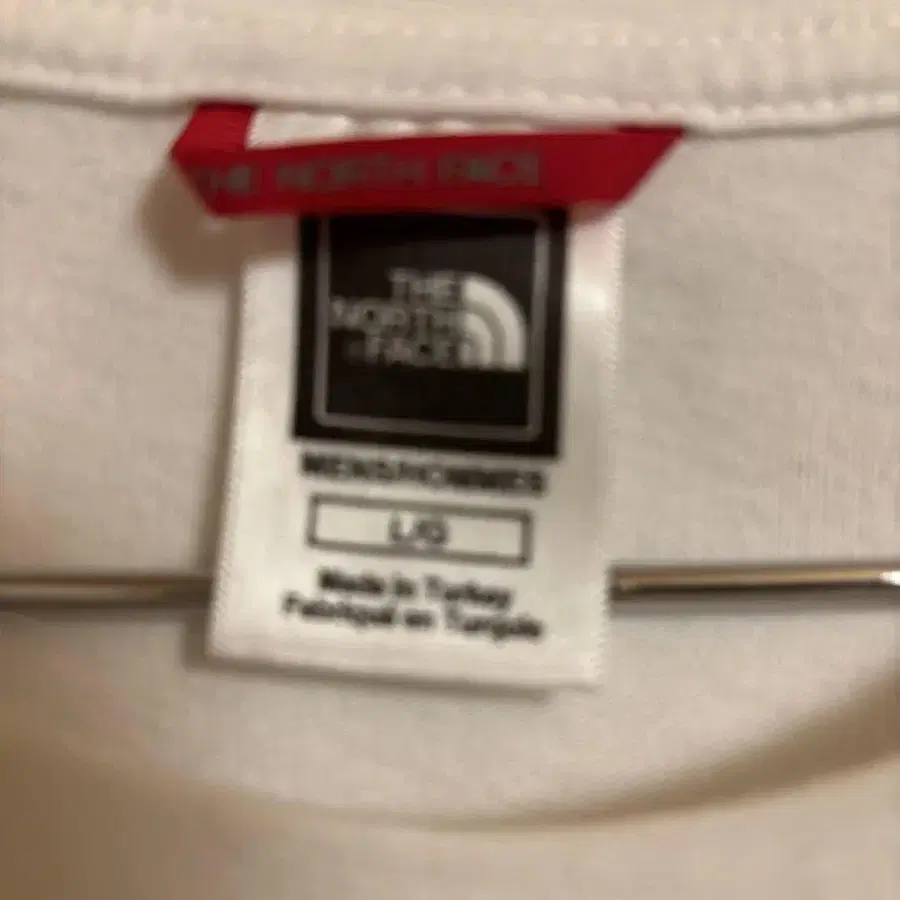 THE NORTH FACE
THE
NORTH
FACE
MENS/HOMMES
L/G
Made in Turkey
Fabriqué en Turquie